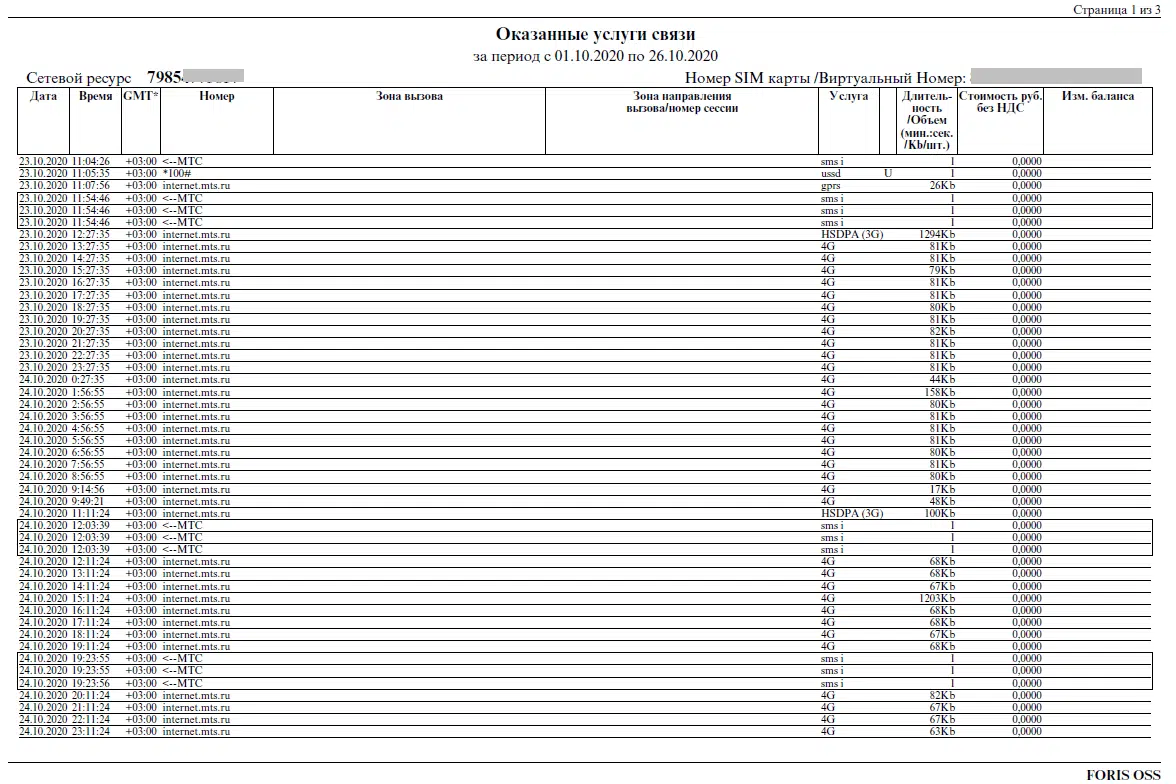 Страница 1 из 3
Оказанные услуги связи
за период с 01.10.2020 по 26.10.2020
Сетевой ресурс 7985
Номер SIM карты /Виртуальный Номер:
Дата Время GMT* Номер Зона вызова Зона направления вызова/номер сессии Услуга Длитель-ность /Объем (мин.:сек. /Kb/шт.) Стоимость руб. без НДС Изм. баланса
23.10.2020 11:04:26 +03:00 <--МТС sms i 1 0,0000
23.10.2020 11:05:35 +03:00 *100# ussd U 1 0,0000
23.10.2020 11:07:56 +03:00 internet.mts.ru gprs 26Kb 0,0000
23.10.2020 11:54:46 +03:00 <--МТС sms i 1 0,0000
23.10.2020 11:54:46 +03:00 <--МТС sms i 1 0,0000
23.10.2020 11:54:46 +03:00 <--МТС sms i 1 0,0000
23.10.2020 12:27:35 +03:00 internet.mts.ru HSDPA (3G) 1294Kb 0,0000
23.10.2020 13:27:35 +03:00 internet.mts.ru 4G 81Kb 0,0000
23.10.2020 14:27:35 +03:00 internet.mts.ru 4G 81Kb 0,0000
23.10.2020 15:27:35 +03:00 internet.mts.ru 4G 79Kb 0,0000
23.10.2020 16:27:35 +03:00 internet.mts.ru 4G 81Kb 0,0000
23.10.2020 17:27:35 +03:00 internet.mts.ru 4G 81Kb 0,0000
23.10.2020 18:27:35 +03:00 internet.mts.ru 4G 80Kb 0,0000
23.10.2020 19:27:35 +03:00 internet.mts.ru 4G 81Kb 0,0000
23.10.2020 20:27:35 +03:00 internet.mts.ru 4G 82Kb 0,0000
23.10.2020 21:27:35 +03:00 internet.mts.ru 4G 81Kb 0,0000
23.10.2020 22:27:35 +03:00 internet.mts.ru 4G 81Kb 0,0000
23.10.2020 23:27:35 +03:00 internet.mts.ru 4G 81Kb 0,0000
24.10.2020 0:27:35 +03:00 internet.mts.ru 4G 44Kb 0,0000
24.10.2020 1:56:55 +03:00 internet.mts.ru 4G 158Kb 0,0000
24.10.2020 2:56:55 +03:00 internet.mts.ru 4G 80Kb 0,0000
24.10.2020 3:56:55 +03:00 internet.mts.ru 4G 81Kb 0,0000
24.10.2020 4:56:55 +03:00 internet.mts.ru 4G 81Kb 0,0000
24.10.2020 5:56:55 +03:00 internet.mts.ru 4G 81Kb 0,0000
24.10.2020 6:56:55 +03:00 internet.mts.ru 4G 80Kb 0,0000
24.10.2020 7:56:55 +03:00 internet.mts.ru 4G 81Kb 0,0000
24.10.2020 8:56:55 +03:00 internet.mts.ru 4G 80Kb 0,0000
24.10.2020 9:14:56 +03:00 internet.mts.ru 4G 17Kb 0,0000
24.10.2020 9:49:21 +03:00 internet.mts.ru 4G 48Kb 0,0000
24.10.2020 11:11:24 +03:00 internet.mts.ru HSDPA (3G) 100Kb 0,0000
24.10.2020 12:03:39 +03:00 <--МТС sms i 1 0,0000
24.10.2020 12:03:39 +03:00 <--МТС sms i 1 0,0000
24.10.2020 12:03:39 +03:00 <--МТС sms i 1 0,0000
24.10.2020 12:11:24 +03:00 internet.mts.ru 4G 68Kb 0,0000
24.10.2020 13:11:24 +03:00 internet.mts.ru 4G 68Kb 0,0000
24.10.2020 14:11:24 +03:00 internet.mts.ru 4G 67Kb 0,0000
24.10.2020 15:11:24 +03:00 internet.mts.ru 4G 1203Kb 0,0000
24.10.2020 16:11:24 +03:00 internet.mts.ru 4G 68Kb 0,0000
24.10.2020 17:11:24 +03:00 internet.mts.ru 4G 68Kb 0,0000
24.10.2020 18:11:24 +03:00 internet.mts.ru 4G 67Kb 0,0000
24.10.2020 19:11:24 +03:00 internet.mts.ru 4G 68Kb 0,0000
24.10.2020 19:23:55 +03:00 <--МТС sms i 1 0,0000
24.10.2020 19:23:55 +03:00 <--МТС sms i 1 0,0000
24.10.2020 19:23:56 +03:00 <--МТС sms i 1 0,0000
24.10.2020 20:11:24 +03:00 internet.mts.ru 4G 82Kb 0,0000
24.10.2020 21:11:24 +03:00 internet.mts.ru 4G 67Kb 0,0000
24.10.2020 22:11:24 +03:00 internet.mts.ru 4G 67Kb 0,0000
24.10.2020 23:11:24 +03:00 internet.mts.ru 4G 63Kb 0,0000
FORIS OSS